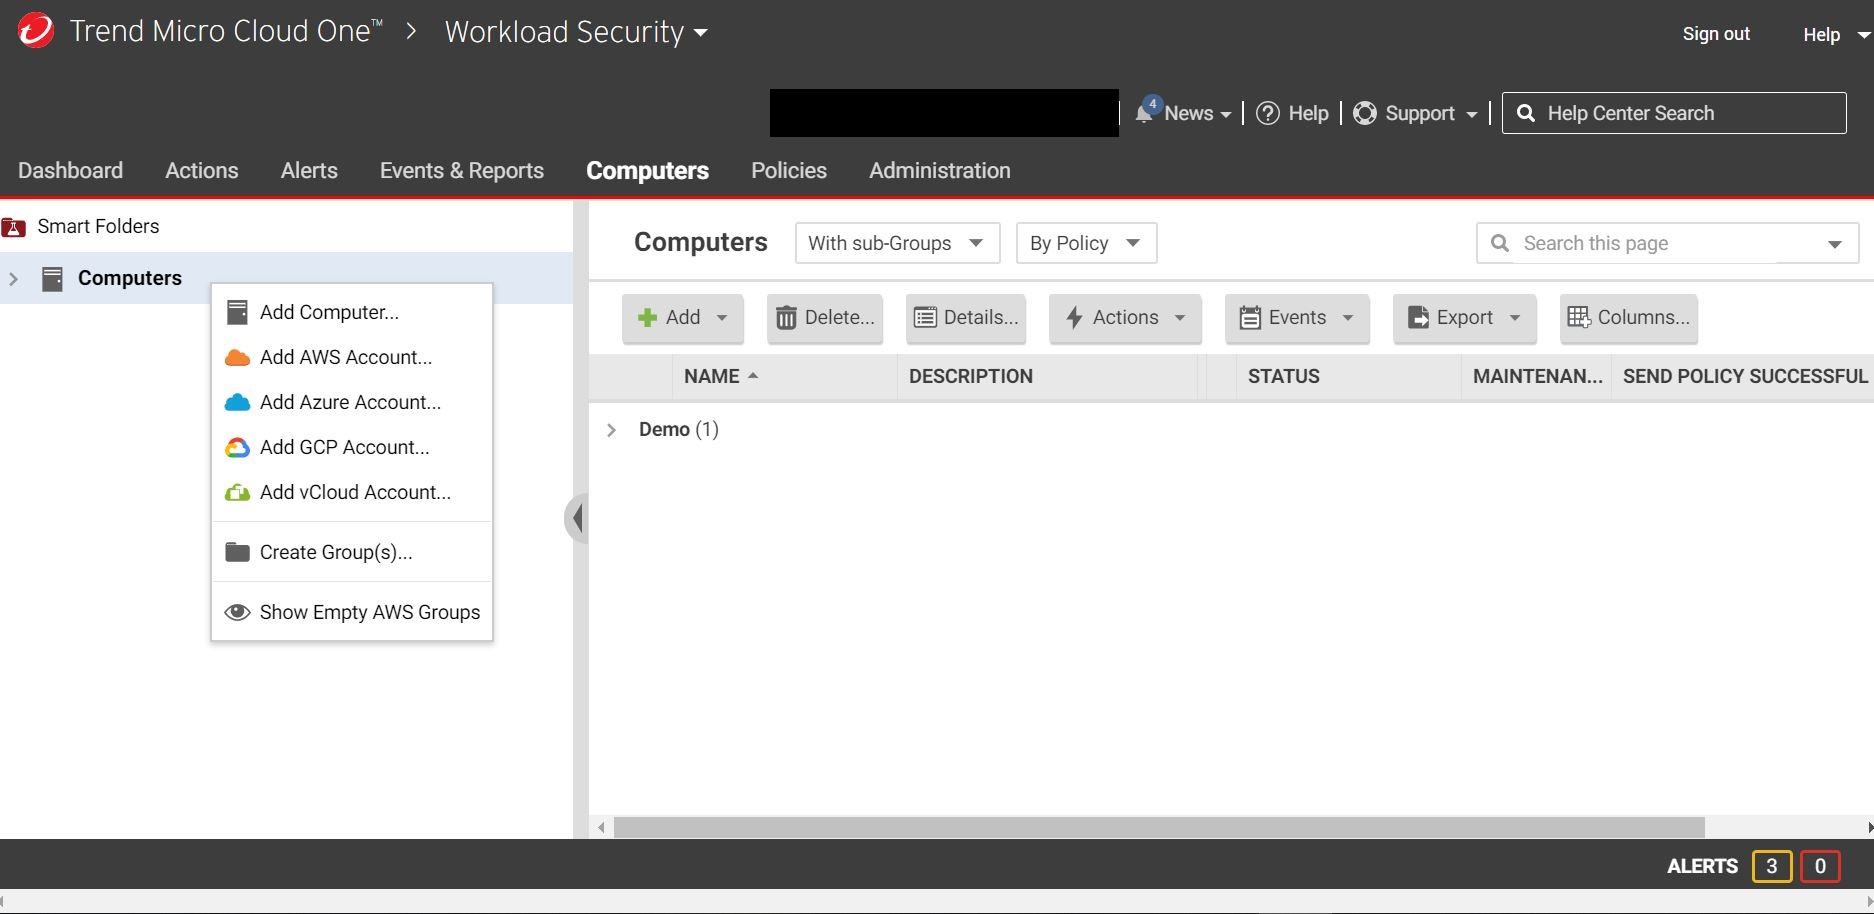 Trend Micro Cloud One™ > Workload Security
Sign out
Help
4
News
Help
Support
Help Center Search
Dashboard
Actions
Alerts
Events & Reports
Computers
Policies
Administration
Smart Folders
Computers
Add Computer...
Add AWS Account...
Add Azure Account...
Add GCP Account...
Add vCloud Account...
Create Group(s)...
Show Empty AWS Groups
Computers
With sub-Groups
By Policy
Search this page
Add
Delete...
Details...
Actions
Events
Export
Columns...
NAME
DESCRIPTION
STATUS
MAINTENAN...
SEND POLICY SUCCESSFUL
Demo (1)
ALERTS 3 0